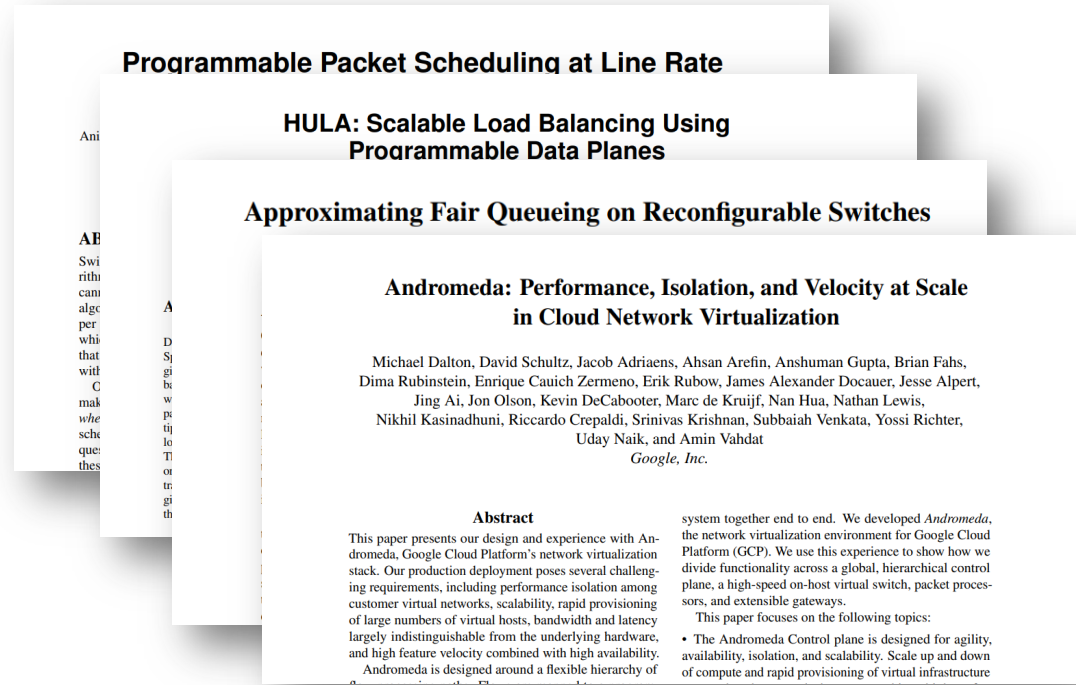 Programmable Packet Scheduling at Line Rate
HULA: Scalable Load Balancing Using
Programmable Data Planes
Approximating Fair Queueing on Reconfigurable Switches
Andromeda: Performance, Isolation, and Velocity at Scale
in Cloud Network Virtualization
Michael Dalton, David Schultz, Jacob Adriaens, Ahsan Arefin, Anshuman Gupta, Brian Fahs,
Dima Rubinstein, Enrique Cauich Zermeno, Erik Rubow, James Alexander Docauer, Jesse Alpert,
Jing Ai, Jon Olson, Kevin DeCabooter, Marc de Kruijf, Nan Hua, Nathan Lewis,
Nikhil Kasinadhuni, Riccardo Crepaldi, Srinivas Krishnan, Subbaiah Venkata, Yossi Richter,
Uday Naik, and Amin Vahdat
Google, Inc.
Abstract
This paper presents our design and experience with An-
dromeda, Google Cloud Platform's network virtualization
stack. Our production deployment poses several challeng-
ing requirements, including performance isolation among
customer virtual networks, scalability, rapid provisioning
of large numbers of virtual hosts, bandwidth and latency
largely indistinguishable from the underlying hardware,
and high feature velocity combined with high availability.
Andromeda is designed around a flexible hierarchy of
system together end to end. We developed Andromeda,
the network virtualization environment for Google Cloud
Platform (GCP). We use this experience to show how we
divide functionality across a global, hierarchical control
plane, a high-speed on-host virtual switch, packet proces-
sors, and extensible gateways.
This paper focuses on the following topics:
• The Andromeda Control plane is designed for agility,
availability, isolation, and scalability. Scale up and down
of compute and rapid provisioning of virtual infrastructure